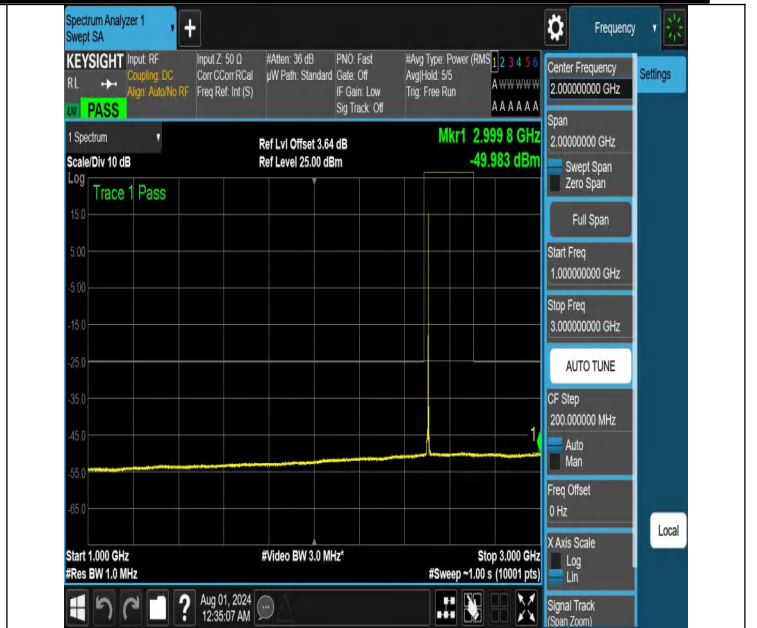 Spectrum Analyzer 1
Swept SA
Frequency
KEYSIGHT
Input: RF
Coupling: DC
Align: Auto/No RF
Input Z: 50 Ω
Corr CCorr RCal
Freq Ref: Int (S)
#Atten: 36 dB
µW Path: Standard
PNO: Fast
Gate: Off
IF Gain: Low
Sig Track: Off
#Avg Type: Power (RMS
Avg|Hold: 5/5
Trig: Free Run
1 2 3 4 5 6
A W W W W W
A A A A A A
R L
PASS
1 Spectrum
Scale/Div 10 dB
Ref Lvl Offset 3.64 dB
Ref Level 25.00 dBm
Mkr1 2.999 8 GHz
-49.983 dBm
Log
Trace 1 Pass
15.0
5.00
-5.00
-15.0
-25.0
-35.0
-45.0
-55.0
-65.0
1
Start 1.000 GHz
#Res BW 1.0 MHz
#Video BW 3.0 MHz*
Stop 3.000 GHz
#Sweep ~1.00 s (10001 pts)
Center Frequency
2.000000000 GHz
Span
2.00000000 GHz
Swept Span
Zero Span
Full Span
Start Freq
1.000000000 GHz
Stop Freq
3.000000000 GHz
AUTO TUNE
CF Step
200.000000 MHz
Auto
Man
Freq Offset
0 Hz
X Axis Scale
Log
Lin
Signal Track
(Span Zoom)
Settings
Local
?
Aug 01, 2024
12:35:07 AM